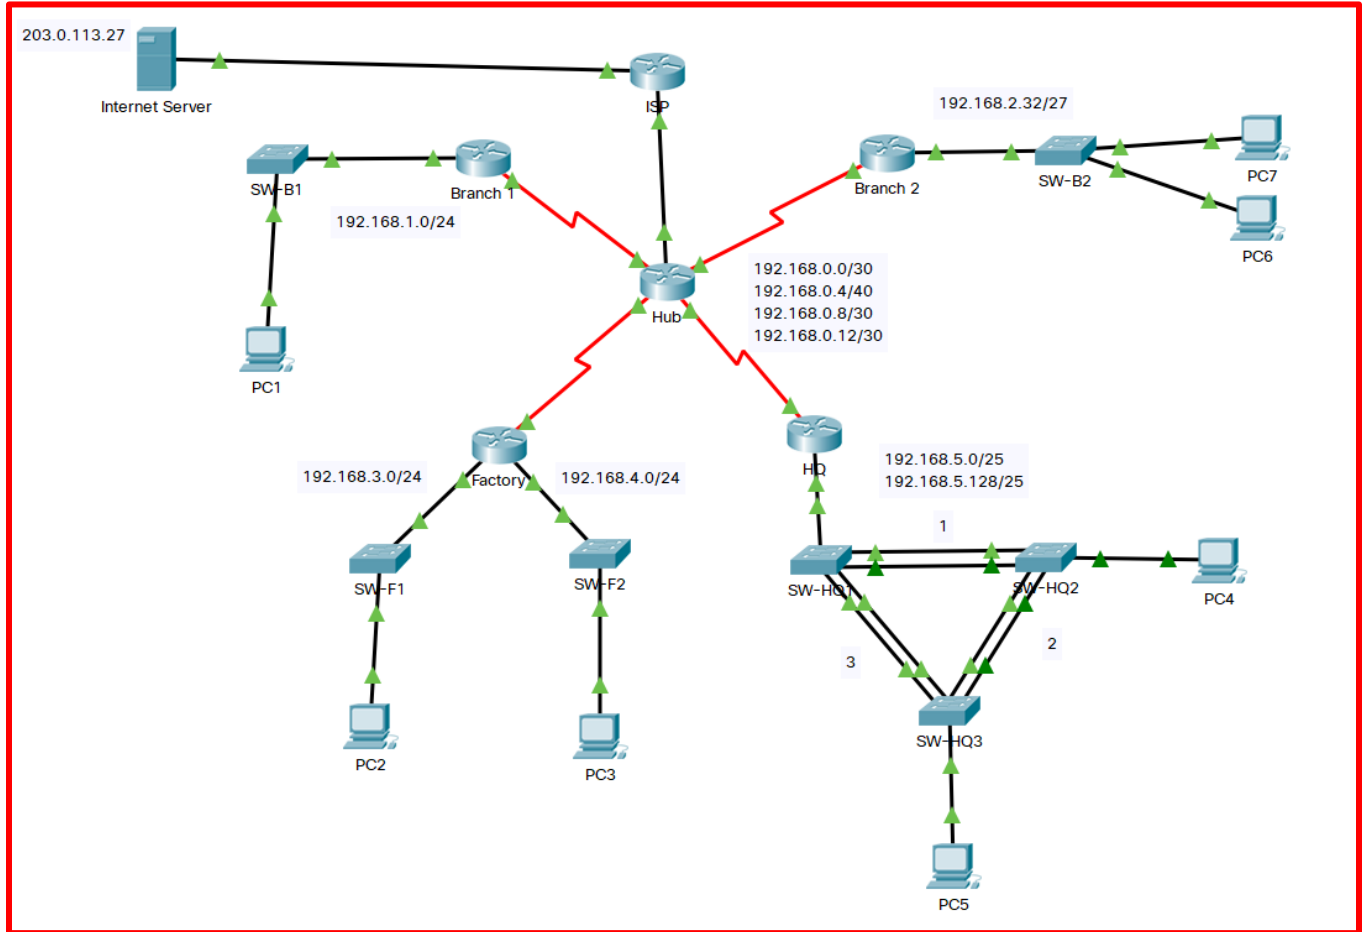 203.0.113.27
Internet Server
ISP
192.168.2.32/27
SW-B1
Branch 1
Branch 2
SW-B2
PC7
192.168.1.0/24
PC6
192.168.0.0/30
192.168.0.4/40
192.168.0.8/30
192.168.0.12/30
Hub
PC1
192.168.3.0/24
Factory
192.168.4.0/24
HQ
192.168.5.0/25
192.168.5.128/25
1
SW-F1
SW-F2
SW-HQ1
SW-HQ2
PC4
3
2
PC2
PC3
SW-HQ3
PC5